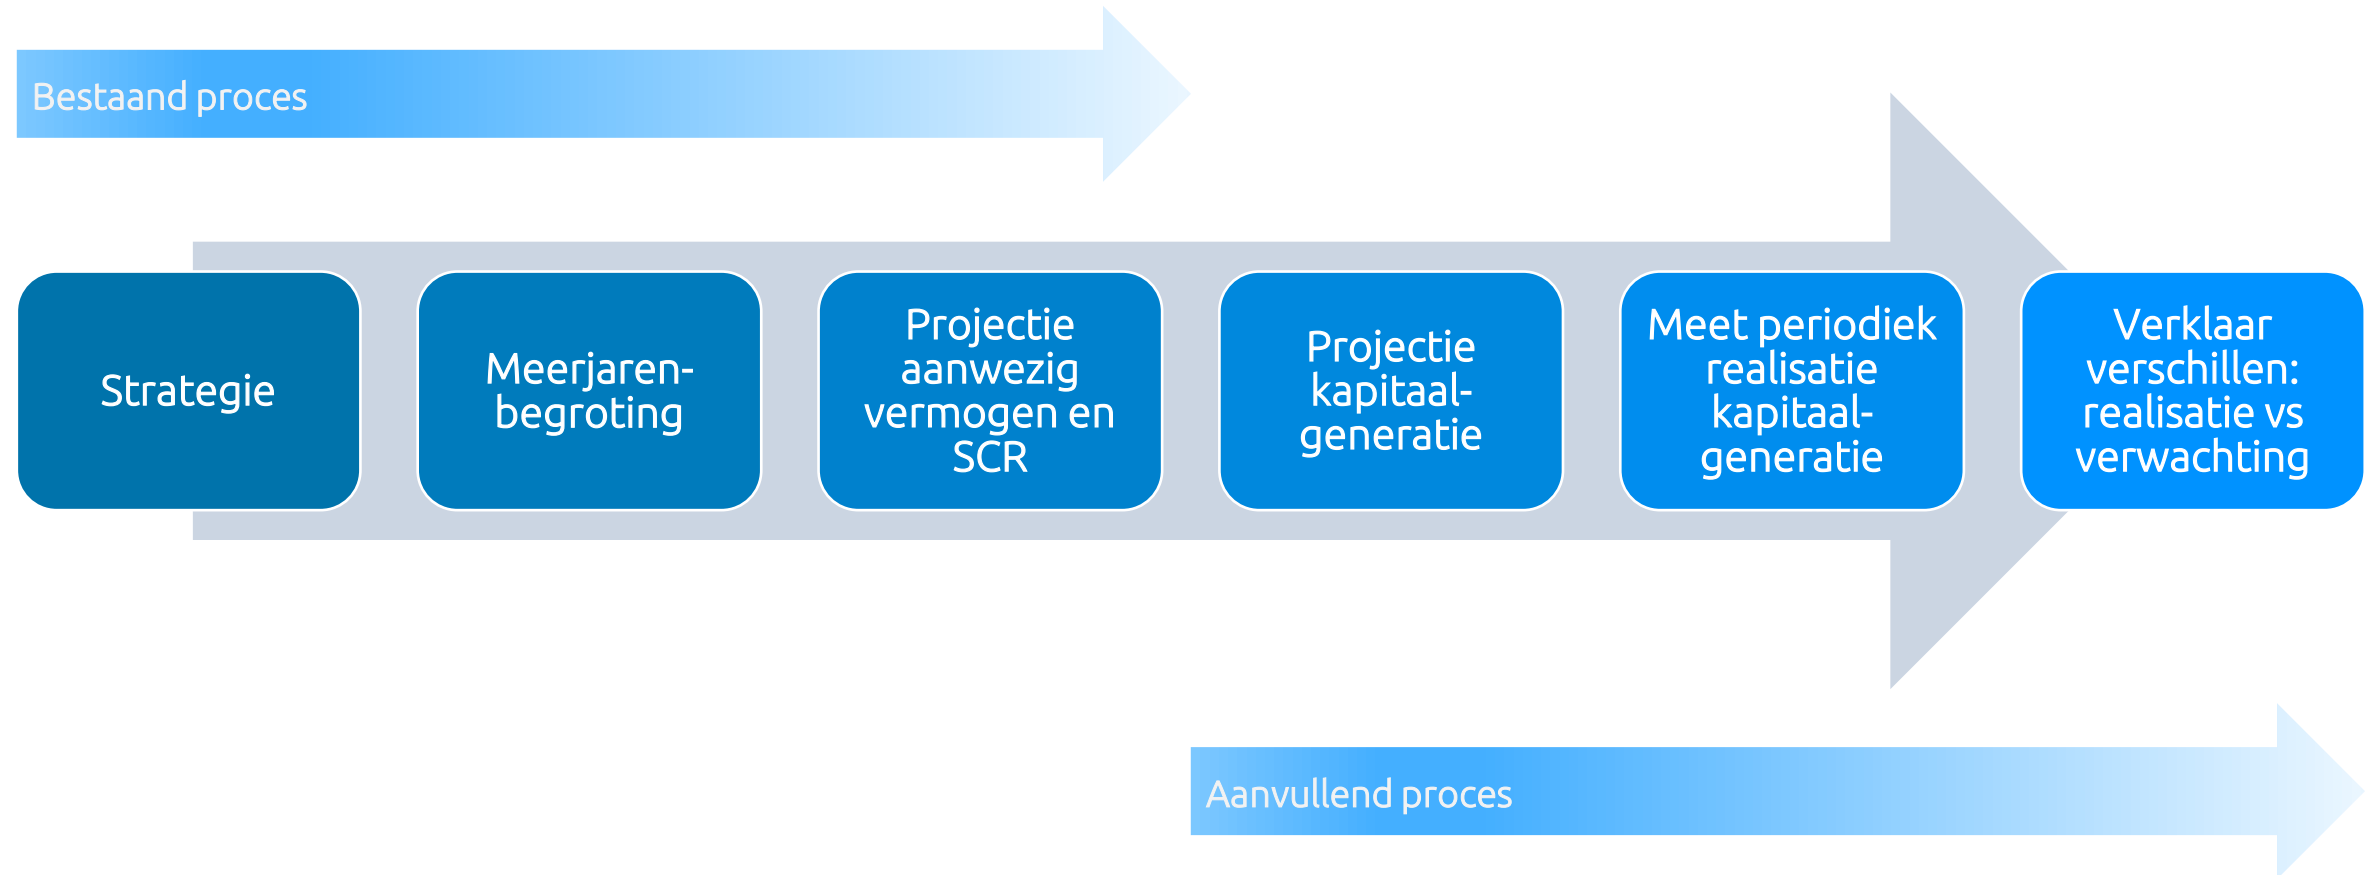 Bestaand proces
Strategie
Meerjaren-
begroting
Projectie
aanwezig
vermogen en
SCR
Projectie
kapitaal-
generatie
Meet periodiek
realisatie
kapitaal-
generatie
Verklaar
verschillen:
realisatie vs
verwachting
Aanvullend proces